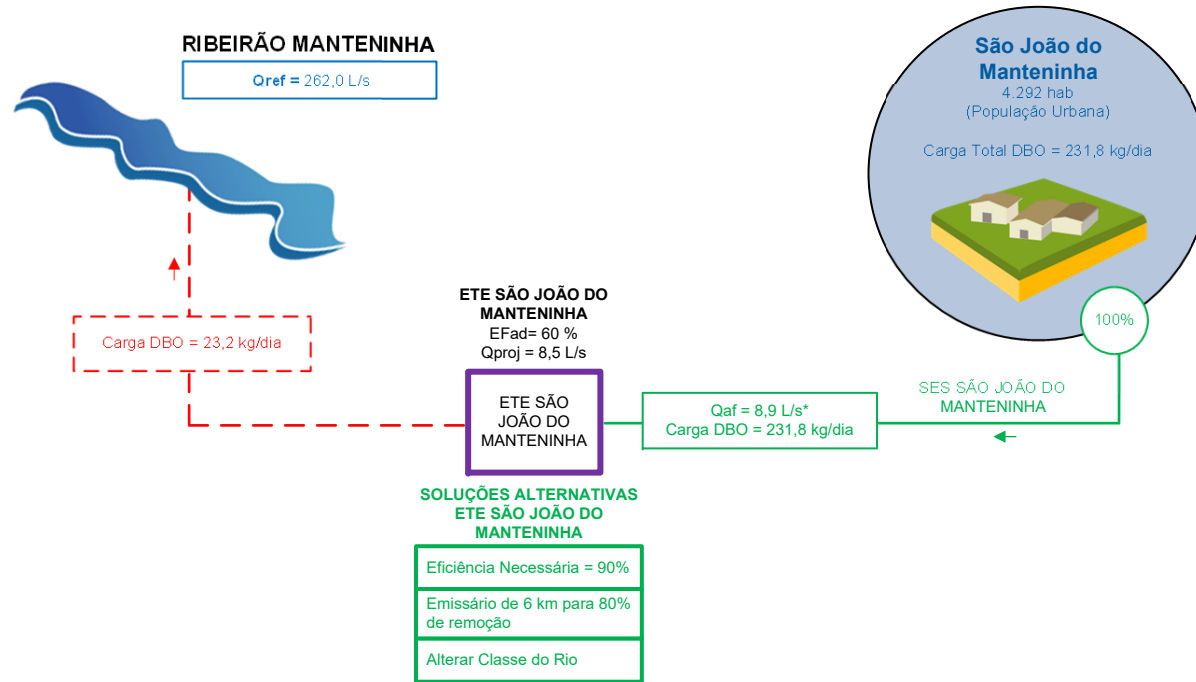 RIBEIRÃO MANTENINHA
Qref = 262,0 L/s
São João do
Manteninha
4.292 hab
(População Urbana)
Carga Total DBO = 231,8 kg/dia
100%
SES SÃO JOÃO DO
MANTENINHA
Qaf = 8,9 L/s*
Carga DBO = 231,8 kg/dia
ETE SÃO JOÃO DO
MANTENINHA
EFad= 60 %
Qproj = 8,5 L/s
ETE SÃO
JOÃO DO
MANTENINHA
Carga DBO = 23,2 kg/dia
SOLUÇÕES ALTERNATIVAS
ETE SÃO JOÃO DO
MANTENINHA
Eficiência Necessária = 90%
Emissário de 6 km para 80%
de remoção
Alterar Classe do Rio